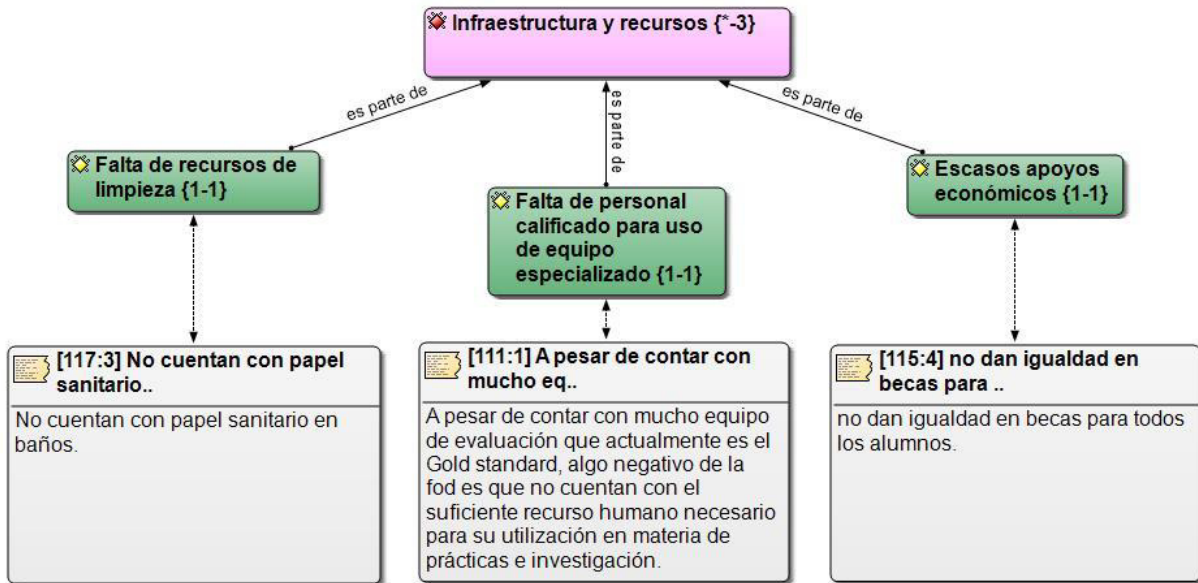 Infraestructura y recursos {*-3}
es parte de
es parte de
es parte de
Falta de recursos de
limpieza {1-1}
Falta de personal
calificado para uso
de equipo
especializado {1-1}
Escasos apoyos
económicos {1-1}
[117:3] No cuentan con papel
sanitario..
No cuentan con papel sanitario en
baños.
[111:1] A pesar de contar con
mucho eq..
A pesar de contar con mucho equipo
de evaluación que actualmente es el
Gold standard, algo negativo de la
fod es que no cuentan con el
suficiente recurso humano necesario
para su utilización en materia de
prácticas e investigación.
[115:4] no dan igualdad en
becas para ..
no dan igualdad en becas para todos
los alumnos.